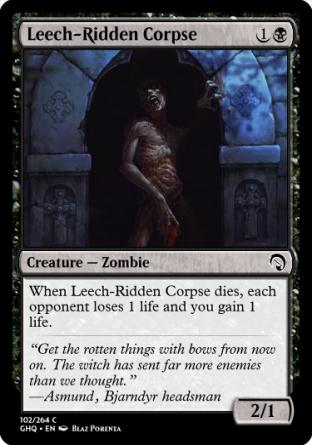 Leech-Ridden Corpse 1
Creature — Zombie
When Leech-Ridden Corpse dies, each
opponent loses 1 life and you gain 1
life.
“Get the rotten things with bows from now
on. The witch has sent far more enemies
than we thought.”
—Asmund, Bjarndyr headsman
2/1
102/264 C
GHQ • EN Blaz Porenta